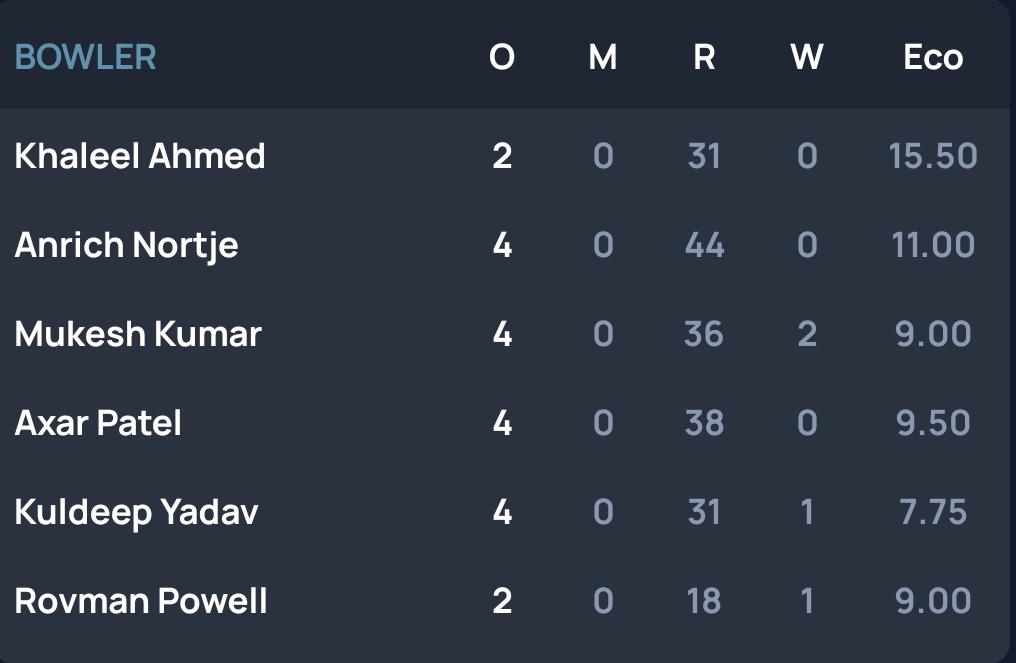 BOWLER O M R W Eco
Khaleel Ahmed 2 0 31 0 15.50
Anrich Nortje 4 0 44 0 11.00
Mukesh Kumar 4 0 36 2 9.00
Axar Patel 4 0 38 0 9.50
Kuldeep Yadav 4 0 31 1 7.75
Rovman Powell 2 0 18 1 9.00